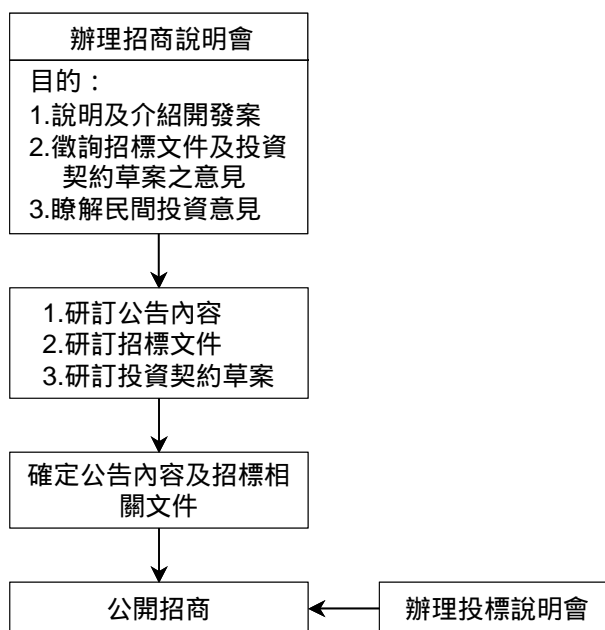 辦理招商說明會
目的：
1.說明及介紹開發案
2.徵詢招標文件及投資
契約草案之意見
3.瞭解民間投資意見
1.研訂公告內容
2.研訂招標文件
3.研訂投資契約草案
確定公告內容及招標相
關文件
公開招商
辦理投標說明會